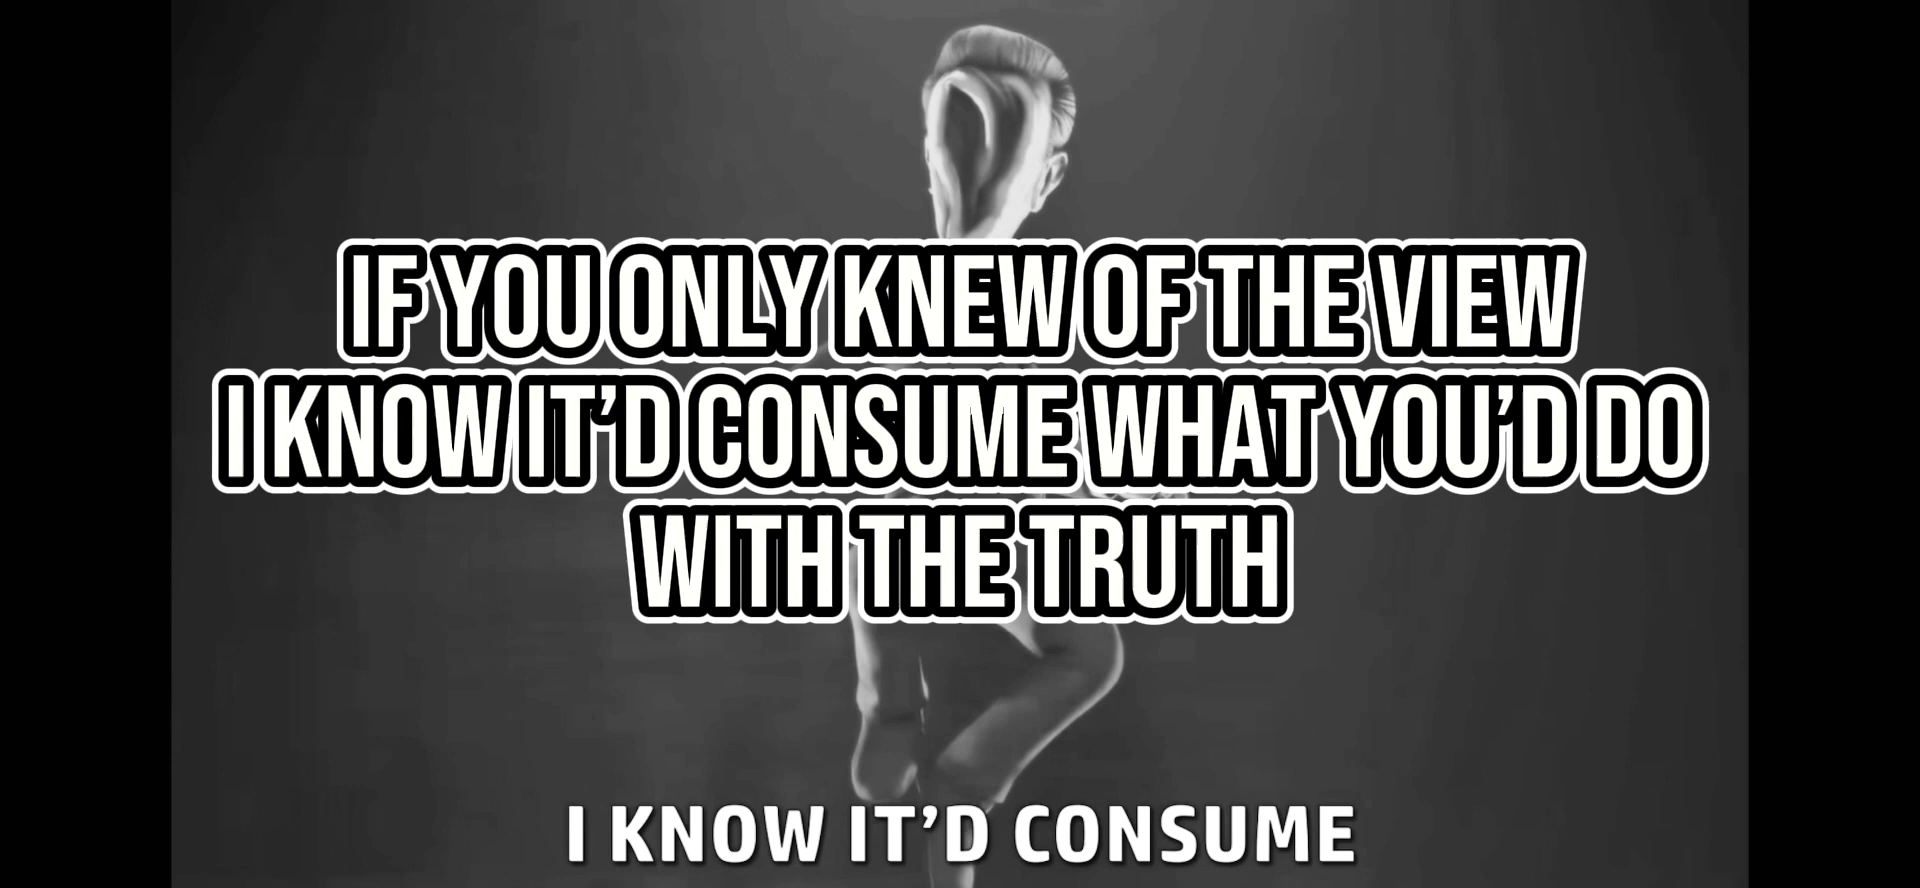 IF YOU ONLY KNEW OF THE VIEW
I KNOW IT’D CONSUME WHAT YOU’D DO
WITH THE TRUTH
I KNOW IT’D CONSUME